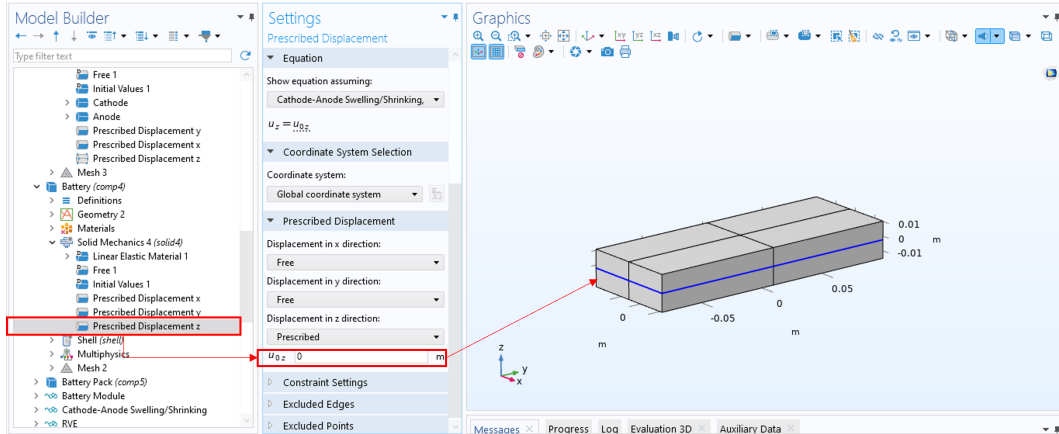 Model Builder
Type filter text
Free 1
Initial Values 1
Cathode
Anode
Prescribed Displacement y
Prescribed Displacement x
Prescribed Displacement z
Mesh 3
Battery (comp4)
Definitions
Geometry 2
Materials
Solid Mechanics 4 (solid4)
Linear Elastic Material 1
Free 1
Initial Values 1
Prescribed Displacement x
Prescribed Displacement y
Prescribed Displacement z
Shell (shell)
Multiphysics
Mesh 2
Battery Pack (comp5)
Battery Module
Cathode-Anode Swelling/Shrinking
RVE
Settings
Prescribed Displacement
Equation
Show equation assuming:
Cathode-Anode Swelling/Shrinking,
u z = u 0z
Coordinate System Selection
Coordinate system:
Global coordinate system
Prescribed Displacement
Displacement in x direction:
Free
Displacement in y direction:
Free
Displacement in z direction:
Prescribed
u 0z 0 m
Constraint Settings
Excluded Edges
Excluded Points
Graphics
xy yz xz
0.01
0 m
-0.01
0.05
0
-0.05
0
m
m
z
y
x
Messages Progress Log Evaluation 3D Auxiliary Data